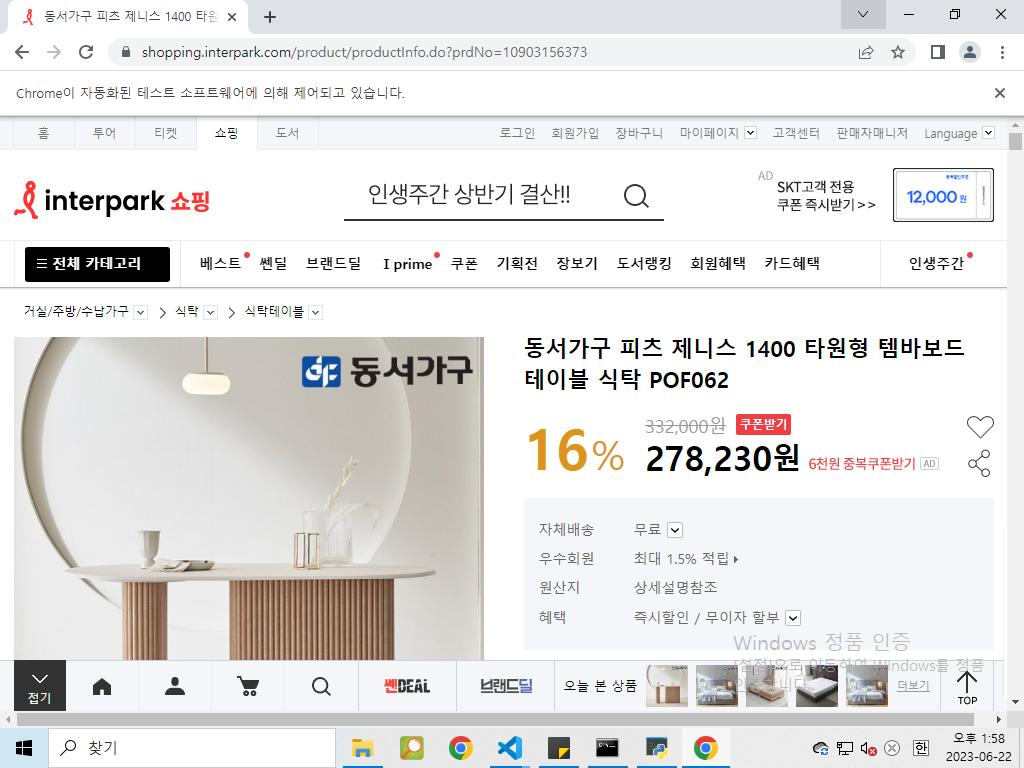 동서가구 피츠 제니스 1400 타원
shopping.interpark.com/product/productInfo.do?prdNo=10903156373
Chrome이 자동화된 테스트 소프트웨어에 의해 제어되고 있습니다.
홈 투어 티켓 쇼핑 도서 로그인 회원가입 장바구니 마이페이지 고객센터 판매자매니저 Language
interpark 쇼핑 인생주간 상반기 결산!! AD SKT고객 전용 12,000원
쿠폰 즉시받기>>
전체 카테고리 베스트 쎈딜 브랜드딜 I prime 쿠폰 기획전 장보기 도서랭킹 회원혜택 카드혜택 인생주간
거실/주방/수납가구 식탁 식탁테이블
동서가구
동서가구 피츠 제니스 1400 타원형 템바보드
테이블 식탁 POF062
16%
332,000원 쿠폰받기
278,230원 6천원 중복쿠폰받기 AD
자체배송 무료
우수회원 최대 1.5% 적립
원산지 상세설명참조
혜택 즉시할인 / 무이자 할부
Windows 정품 인증
[설정]으로 이동하여 Windows를 정품
접기 쎈DEAL 브랜드딜 오늘 본 상품 더보기 TOP
찾기
한
오후 1:58
2023-06-22